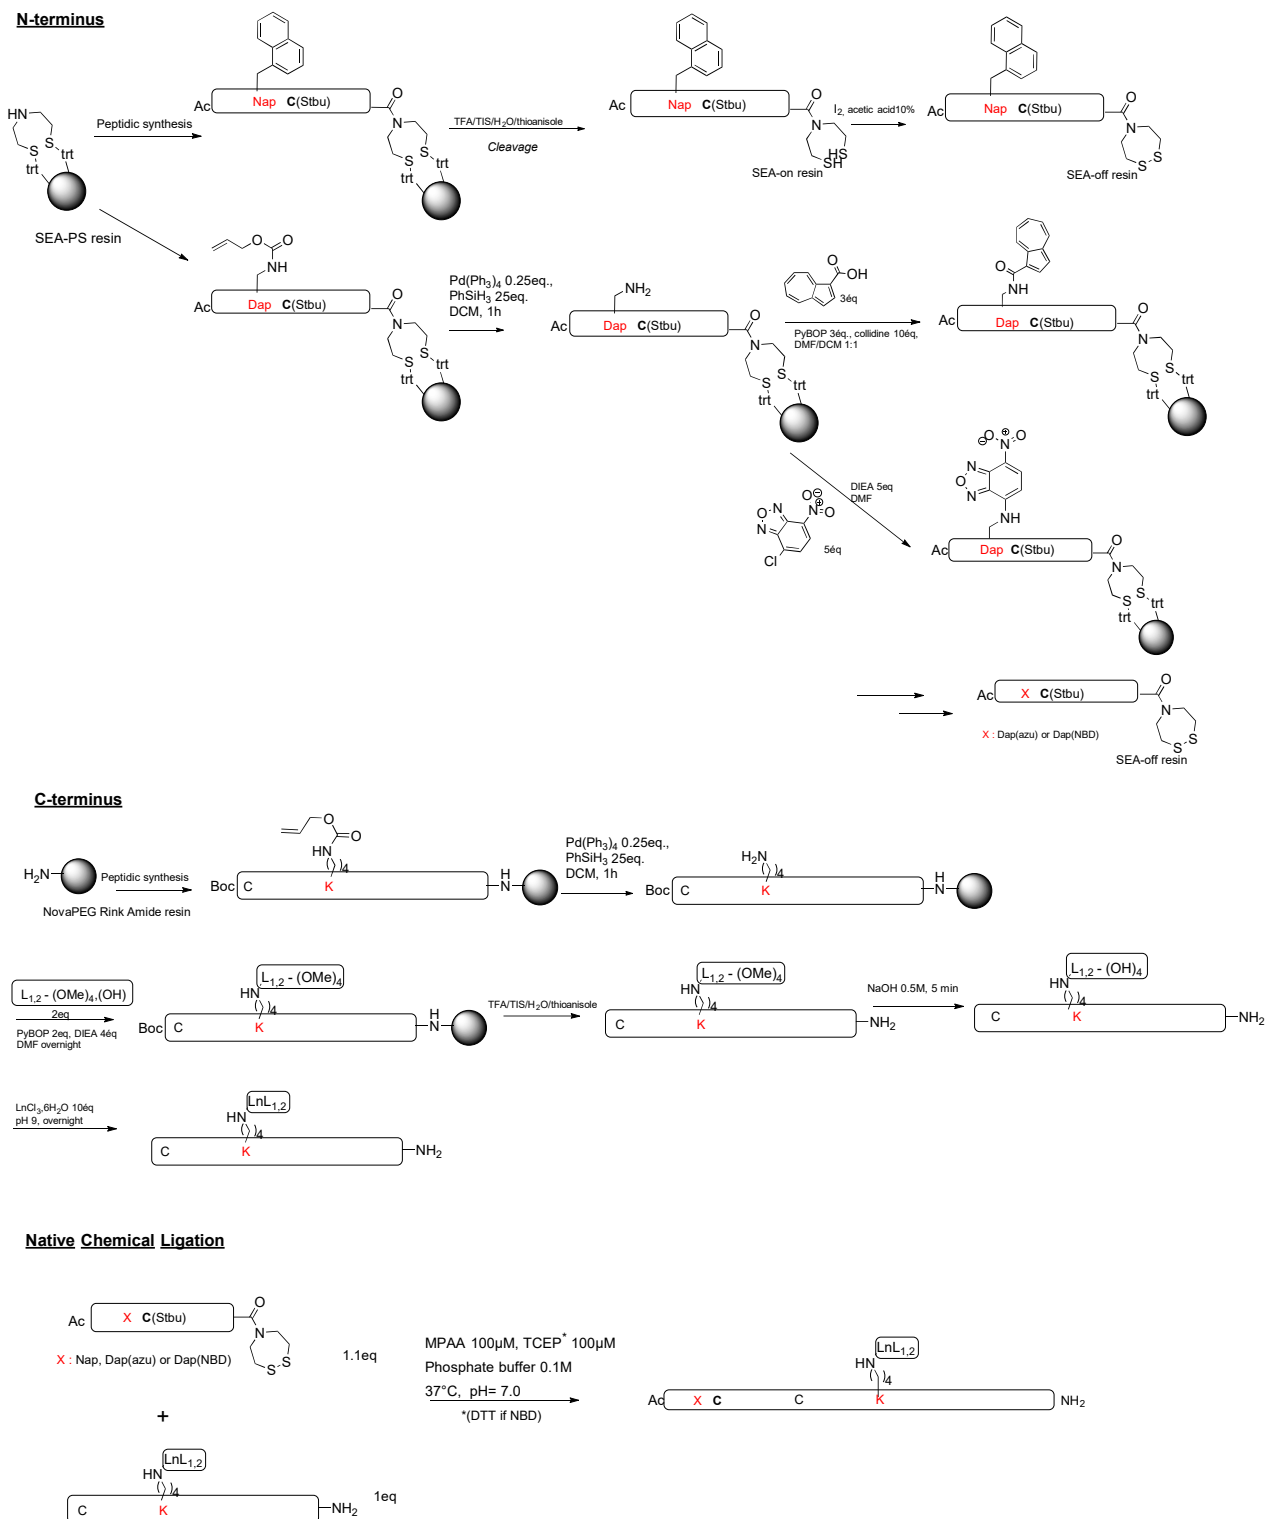 N-terminus
HN
S
S
trt
trt
SEA-PS resin
Peptidic synthesis
Ac
Nap C(Stbu)
O
N
S
S
trt
trt
TFA/TIS/H2O/thioanisole
Cleavage
Ac
Nap C(Stbu)
O
N
HS
SH
SEA-on resin
I2, acetic acid10%
Ac
Nap C(Stbu)
O
N
S
S
SEA-off resin
O
O
NH
Ac
Dap C(Stbu)
O
N
S
S
trt
trt
Pd(Ph3)4 0.25eq.,
PhSiH3 25eq.
DCM, 1h
NH2
Ac
Dap C(Stbu)
O
N
S
S
trt
trt
O
OH
3éq
PyBOP 3éq., collidine 10éq,
DMF/DCM 1:1
O
NH
Ac
Dap C(Stbu)
O
N
S
S
trt
trt
O⊖
N⊕
O
N
O
N
Cl
5éq
DIEA 5eq
DMF
⊖O
N⊕
O
N
O
N
NH
Ac
Dap C(Stbu)
O
N
S
S
trt
trt
Ac
X C(Stbu)
O
N
S
S
X : Dap(azu) or Dap(NBD)
SEA-off resin
C-terminus
H2N
NovaPEG Rink Amide resin
Peptidic synthesis
O
O
HN
( )4
Boc
C
K
H
N
Pd(Ph3)4 0.25eq.,
PhSiH3 25eq.
DCM, 1h
H2N
( )4
Boc
C
K
H
N
L1,2 - (OMe)4,(OH)
2eq
PyBOP 2eq, DIEA 4éq
DMF overnight
L1,2 - (OMe)4
HN
( )4
Boc
C
K
H
N
TFA/TIS/H2O/thioanisole
L1,2 - (OMe)4
HN
( )4
C
K
NH2
NaOH 0.5M, 5 min
L1,2 - (OH)4
HN
( )4
C
K
NH2
LnCl3,6H2O 10éq
pH 9, overnight
LnL1,2
HN
( )4
C
K
NH2
Native Chemical Ligation
Ac
X C(Stbu)
O
N
S
S
X : Nap, Dap(azu) or Dap(NBD)
1.1eq
+
LnL1,2
HN
( )4
C
K
NH2
1eq
MPAA 100µM, TCEP* 100µM
Phosphate buffer 0.1M
37°C, pH= 7.0
*(DTT if NBD)
LnL1,2
HN
( )4
Ac
X C
C
K
NH2